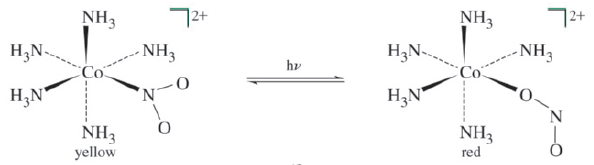 NH3 2+
H3N NH3
Co
H3N N O
O
NH3
yellow
hν
NH3 2+
H3N NH3
Co
H3N O
N
NH3 O
red